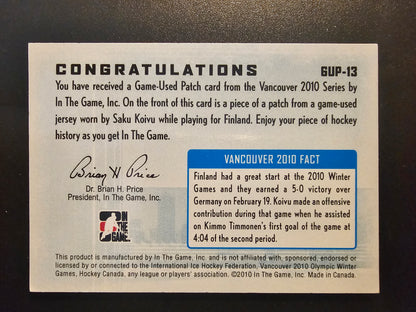 CONGRATULATIONS GUP-13
You have received a Game-Used Patch card from the Vancouver 2010 Series by
In The Game, Inc. On the front of this card is a piece of a patch from a game-used
jersey worn by Saku Koivu while playing for Finland. Enjoy your piece of hockey
history as you get In The Game.
Brian H Price
Dr. Brian H. Price
President, In The Game, Inc.
IN
THE
GAME
VANCOUVER 2010 FACT
Finland had a great start at the 2010 Winter
Games and they earned a 5-0 victory over
Germany on February 19. Koivu made an offensive
contribution during that game when he assisted
on Kimmo Timmonen's first goal of the game at
4:04 of the second period.
This product is manufactured by In The Game, Inc. and is not affiliated with, sponsored, endorsed or licensed
by or connected to the International Ice Hockey Federation, Vancouver 2010 Olympic Winter
Games, Hockey Canada, any league or players' association. ©2010 In The Game, Inc. Made in Canada.